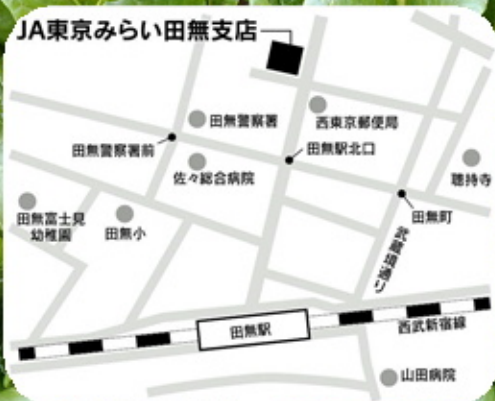 JA東京みらい田無支店
田無警察署
西東京郵便局
田無警察署前
田無駅北口
佐々総合病院
聴持寺
田無富士見
幼稚園
田無小
田無町
武蔵境通り
田無駅
西武新宿線
山田病院